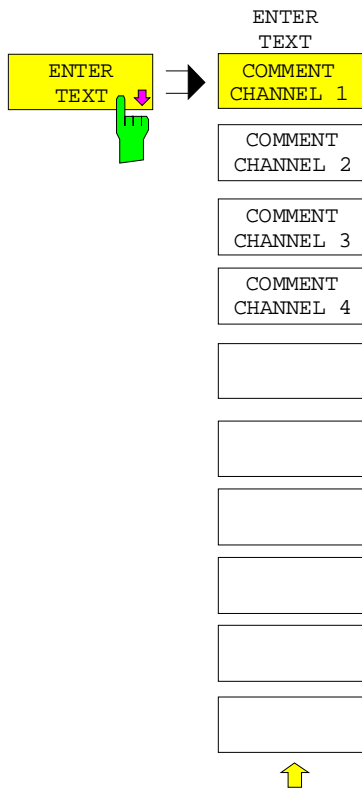 ENTER
TEXT
ENTER
TEXT
COMMENT
CHANNEL 1
COMMENT
CHANNEL 2
COMMENT
CHANNEL 3
COMMENT
CHANNEL 4